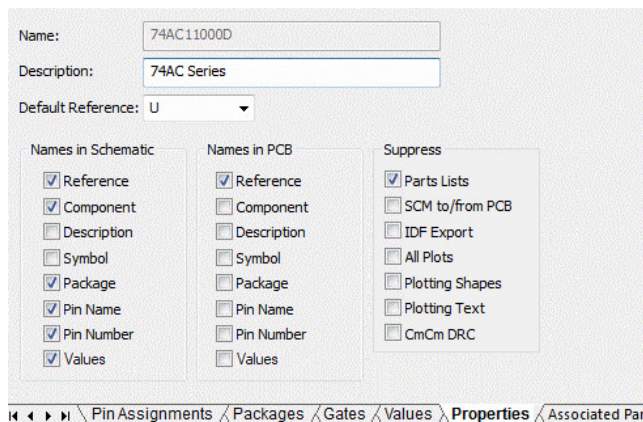 Name: 74AC11000D
Description: 74AC Series
Default Reference: U
Names in Schematic Names in PCB Suppress
Reference Reference Parts Lists
Component Component SCM to/from PCB
Description Description IDF Export
Symbol Symbol All Plots
Package Package Plotting Shapes
Pin Name Pin Name Plotting Text
Pin Number Pin Number CmCm DRC
Values Values
Pin Assignments Packages Gates Values Properties Associated Par